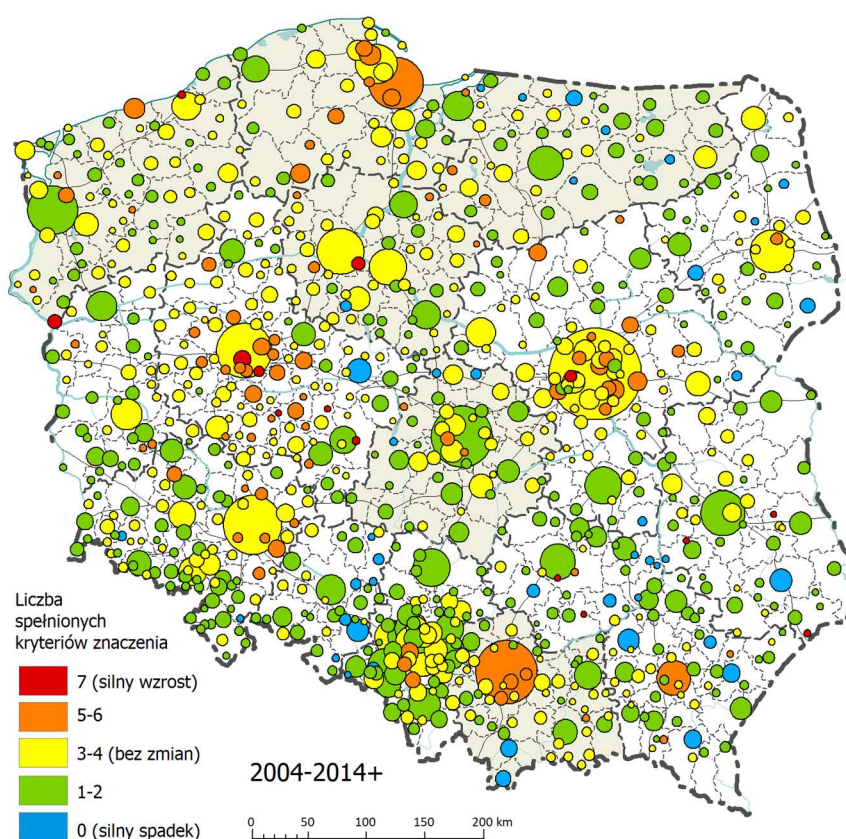 Liczba
spełnionych
kryteriów znaczenia
7 (silny wzrost)
5-6
3-4 (bez zmian)
1-2
0 (silny spadek)
2004-2014+
0 50 100 150 200 km